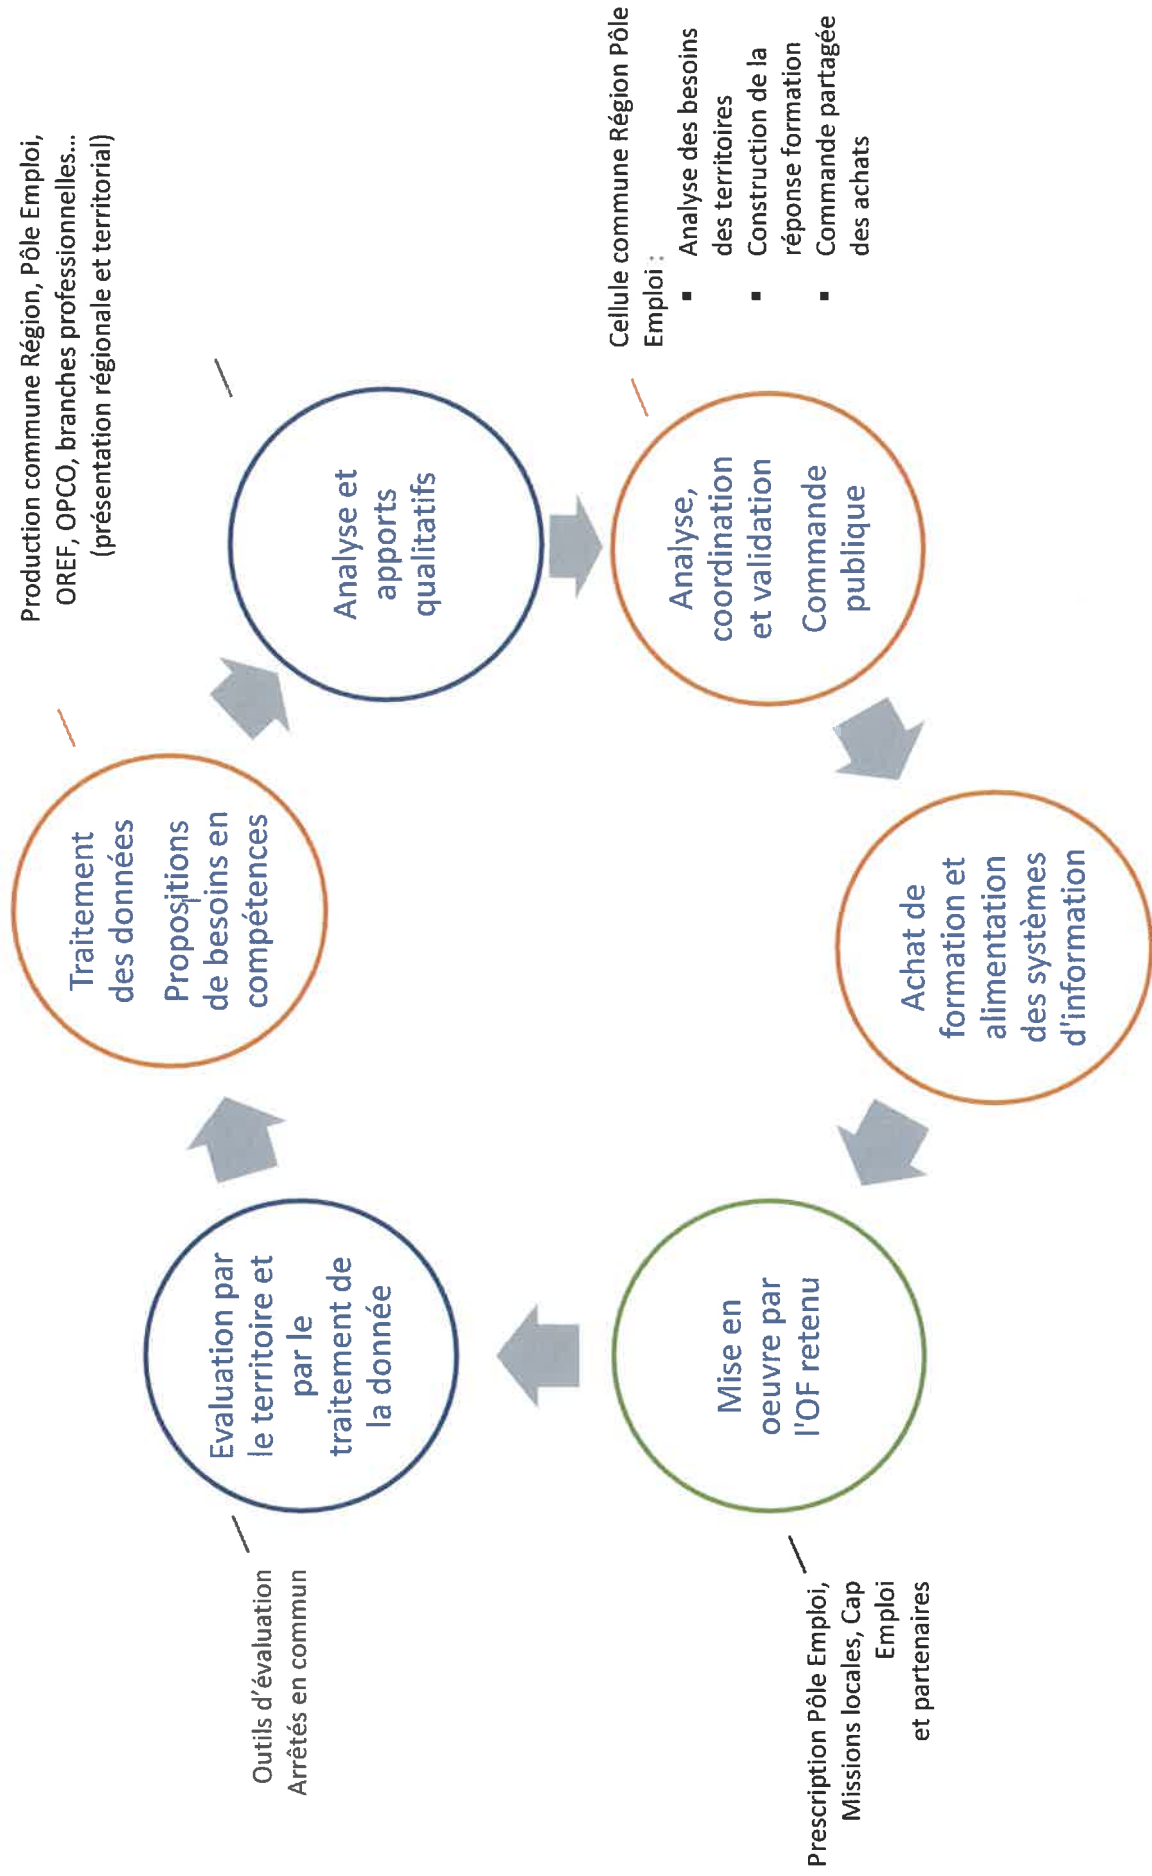 Production commune Région, Pôle Emploi,
OREF, OPCO, branches professionnelles...
(présentation régionale et territorial)
Traitement
des données
Propositions
de besoins en
compétences
Analyse et
apports
qualitatifs
Cellule commune Région Pôle
Emploi :
▪ Analyse des besoins
des territoires
▪ Construction de la
réponse formation
▪ Commande partagée
des achats
Analyse,
coordination
et validation
Commande
publique
Achat de
formation et
alimentation
des systèmes
d'information
Mise en
oeuvre par
l'OF retenu
Prescription Pôle Emploi,
Missions locales, Cap
Emploi
et partenaires
Evaluation par
le territoire et
par le
traitement de
la donnée
Outils d'évaluation
Arrêtés en commun